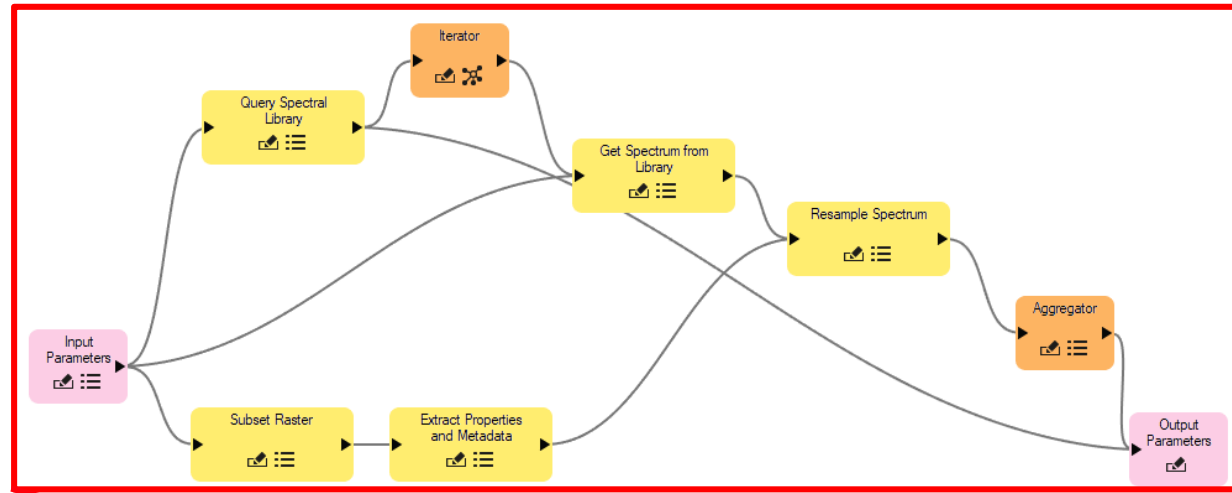 Iterator
Query Spectral
Library
Get Spectrum from
Library
Resample Spectrum
Aggregator
Input
Parameters
Subset Raster
Extract Properties
and Metadata
Output
Parameters